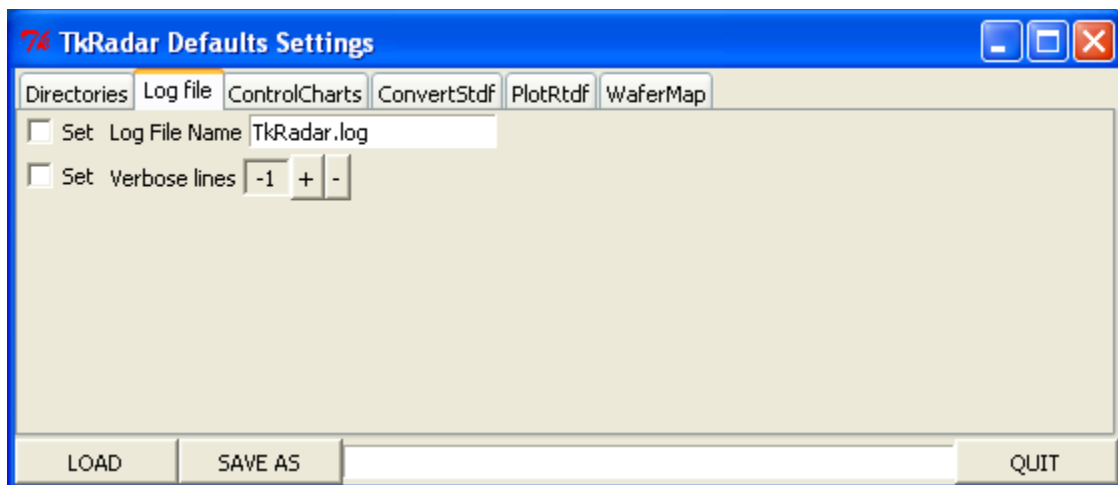 Tk TkRadar Defaults Settings
Directories Log file ControlCharts ConvertStdf PlotRtdf WaferMap
Set Log File Name TkRadar.log
Set Verbose lines -1 + -
LOAD SAVE AS QUIT